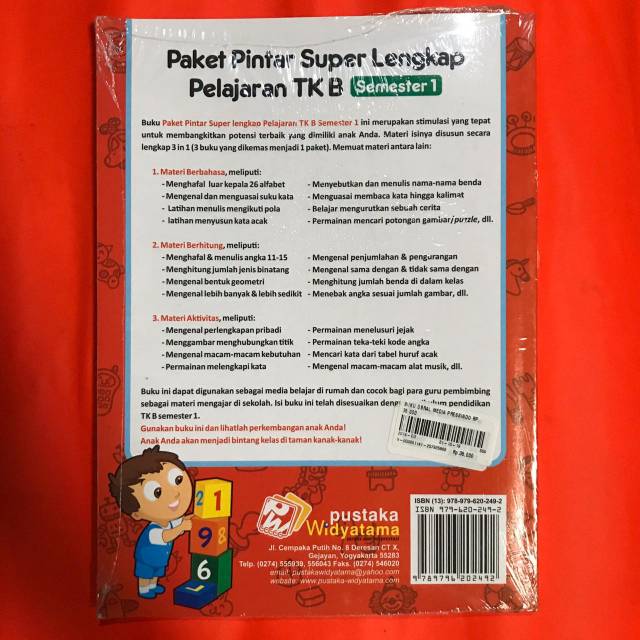 Paket Pintar Super Lengkap
Pelajaran TK B Semester 1
Buku Paket Pintar Super lengkap Pelajaran TK B Semester 1 ini merupakan stimulasi yang tepat
untuk membangkitkan potensi terbaik yang dimiliki anak Anda. Materi isinya disusun secara
lengkap 3 in 1 (3 buku yang dikemas menjadi 1 paket). Memuat materi antara lain:
1. Materi Berbahasa, meliputi:
- Menghafal luar kepala 26 alfabet
- Mengenal dan menguasai suku kata
- Latihan menulis mengikuti pola
- latihan menyusun kata acak
- Menyebutkan dan menulis nama-nama benda
- Menguasai membaca kata hingga kalimat
- Belajar mengurutkan sebuah cerita
- Permainan mencari potongan gambar/puzzle, dll.
2. Materi Berhitung, meliputi:
- Menghafal & menulis angka 11-15
- Menghitung jumlah jenis binatang
- Mengenal bentuk geometri
- Mengenal lebih banyak & lebih sedikit
- Mengenal penjumlahan & pengurangan
- Mengenal sama dengan & tidak sama dengan
- Menghitung jumlah benda di dalam kelas
- Menebak angka sesuai jumlah gambar, dll.
3. Materi Aktivitas, meliputi:
- Mengenal perlengkapan pribadi
- Menggambar menghubungkan titik
- Mengenal macam-macam kebutuhan
- Permainan melengkapi kata
- Permainan menelusuri jejak
- Permainan teka-teki kode angka
- Mencari kata dari tabel huruf acak
- Mengenal macam-macam alat musik, dll.
Buku ini dapat digunakan sebagai media belajar di rumah dan cocok bagi para guru pembimbing
sebagai materi mengajar di sekolah. Isi buku ini telah disesuaikan dengan pendidikan
TK B semester 1.
Gunakan buku ini dan lihatlah perkembangan anak Anda!
Anak Anda akan menjadi bintang kelas di taman kanak-kanak!
BUKU SERAL MEDIA PRESSINDO RP.
Rp 38,000
2 1
9 8
6
pustaka
Widyatama
Jl. Cempaka Putih No. 8 Deresan CT X,
Gejayan, Yogyakarta 55283
Telp. (0274) 555939, 556043 Faks. (0274) 546020
email: pustakawidyatama@yahoo.com
website: www.pustaka-widyatama.com
ISBN (13): 978-979-620-249-2
ISBN 979-620-249-2
9 789796 202492